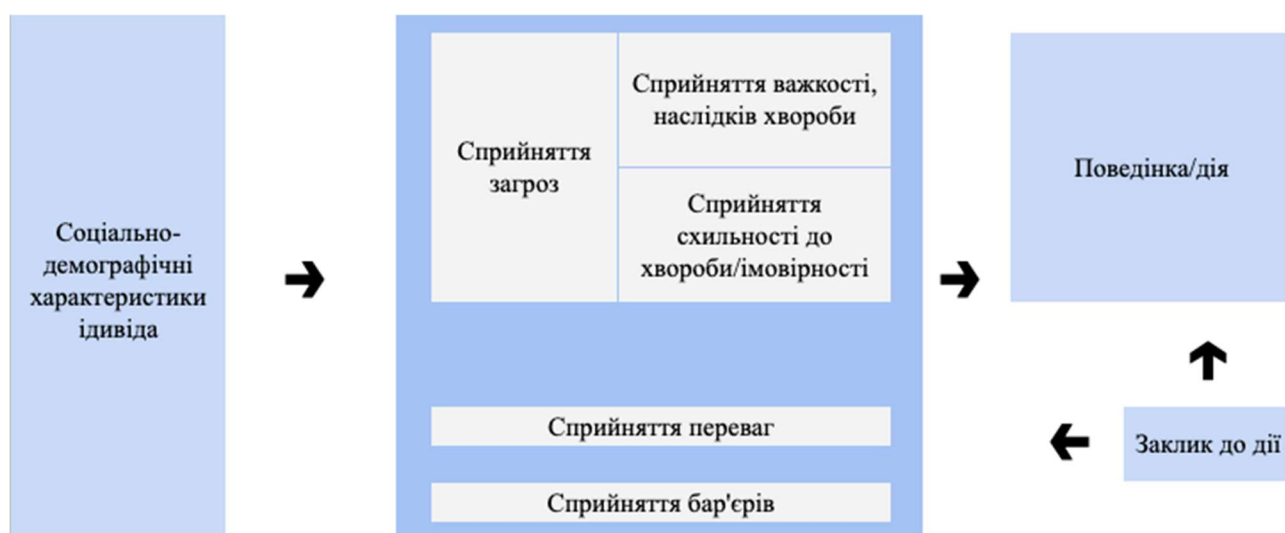 Соціально-
демографічні
характеристики
ідивіда
Сприйняття
загроз
Сприйняття важкості,
наслідків хвороби
Сприйняття
схильності до
хвороби/імовірності
Сприйняття переваг
Сприйняття бар'єрів
Поведінка/дія
Заклик до дії